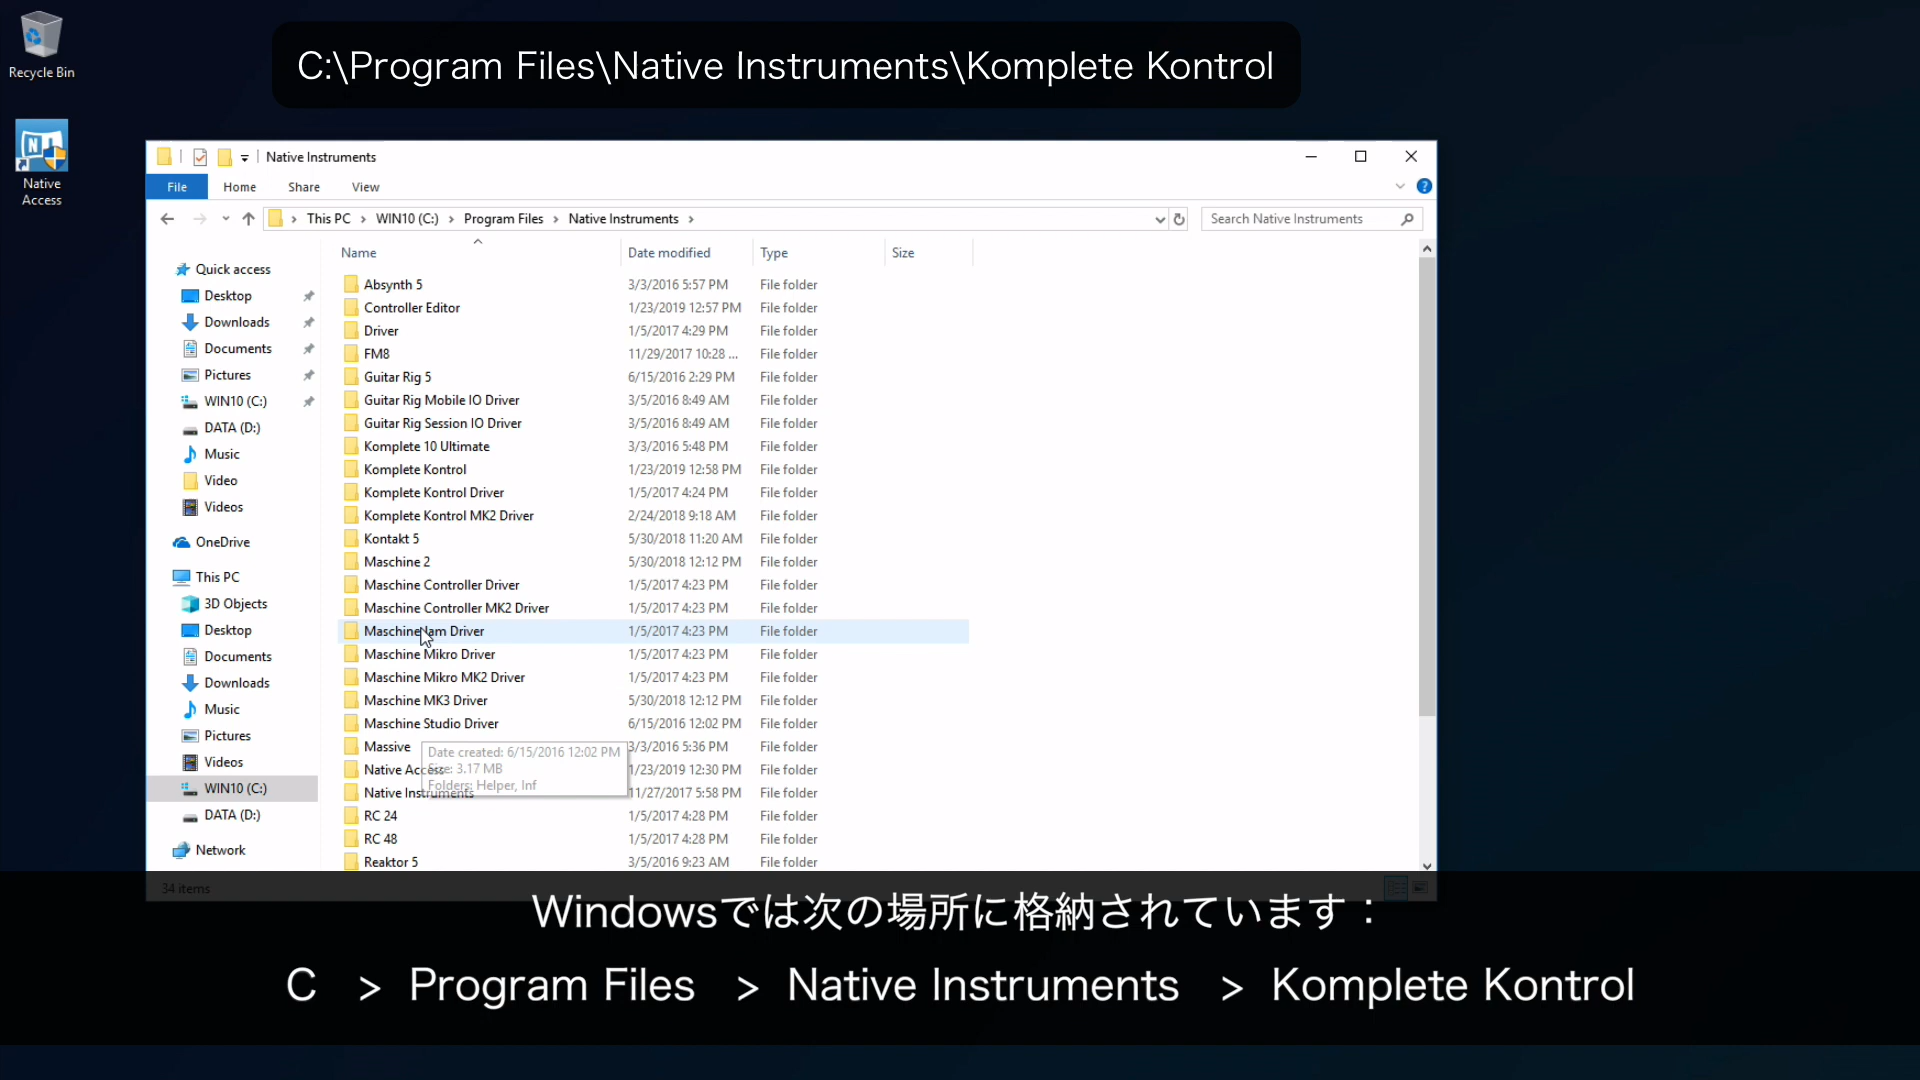 Recycle Bin
Native
Access
C:\Program Files\Native Instruments\Komplete Kontrol
Native Instruments
File Home Share View
This PC > WIN10 (C:) > Program Files > Native Instruments >
Search Native Instruments
Quick access
Desktop
Downloads
Documents
Pictures
WIN10 (C:)
DATA (D:)
Music
Video
Videos
OneDrive
This PC
3D Objects
Desktop
Documents
Downloads
Music
Pictures
Videos
WIN10 (C:)
DATA (D:)
Network
Name Date modified Type Size
Absynth 5 3/3/2016 5:57 PM File folder
Controller Editor 1/23/2019 12:57 PM File folder
Driver 1/5/2017 4:29 PM File folder
FM8 11/29/2017 10:28 ... File folder
Guitar Rig 5 6/15/2016 2:29 PM File folder
Guitar Rig Mobile IO Driver 3/5/2016 8:49 AM File folder
Guitar Rig Session IO Driver 3/5/2016 8:49 AM File folder
Komplete 10 Ultimate 3/3/2016 5:48 PM File folder
Komplete Kontrol 1/23/2019 12:58 PM File folder
Komplete Kontrol Driver 1/5/2017 4:24 PM File folder
Komplete Kontrol MK2 Driver 2/24/2018 9:18 AM File folder
Kontakt 5 5/30/2018 11:20 AM File folder
Maschine 2 5/30/2018 12:12 PM File folder
Maschine Controller Driver 1/5/2017 4:23 PM File folder
Maschine Controller MK2 Driver 1/5/2017 4:23 PM File folder
Maschine Jam Driver 1/5/2017 4:23 PM File folder
Maschine Mikro Driver 1/5/2017 4:23 PM File folder
Maschine Mikro MK2 Driver 1/5/2017 4:23 PM File folder
Maschine MK3 Driver 5/30/2018 12:12 PM File folder
Maschine Studio Driver 6/15/2016 12:02 PM File folder
Massive 3/3/2016 5:36 PM File folder
Native Access 1/23/2019 12:30 PM File folder
Native Instruments 11/27/2017 5:58 PM File folder
RC 24 1/5/2017 4:28 PM File folder
RC 48 1/5/2017 4:28 PM File folder
Reaktor 5 3/5/2016 9:23 AM File folder
Date created: 6/15/2016 12:02 PM
Size: 3.17 MB
Folders: Helper, Inf
34 items
Windowsでは次の場所に格納されています：
C > Program Files > Native Instruments > Komplete Kontrol